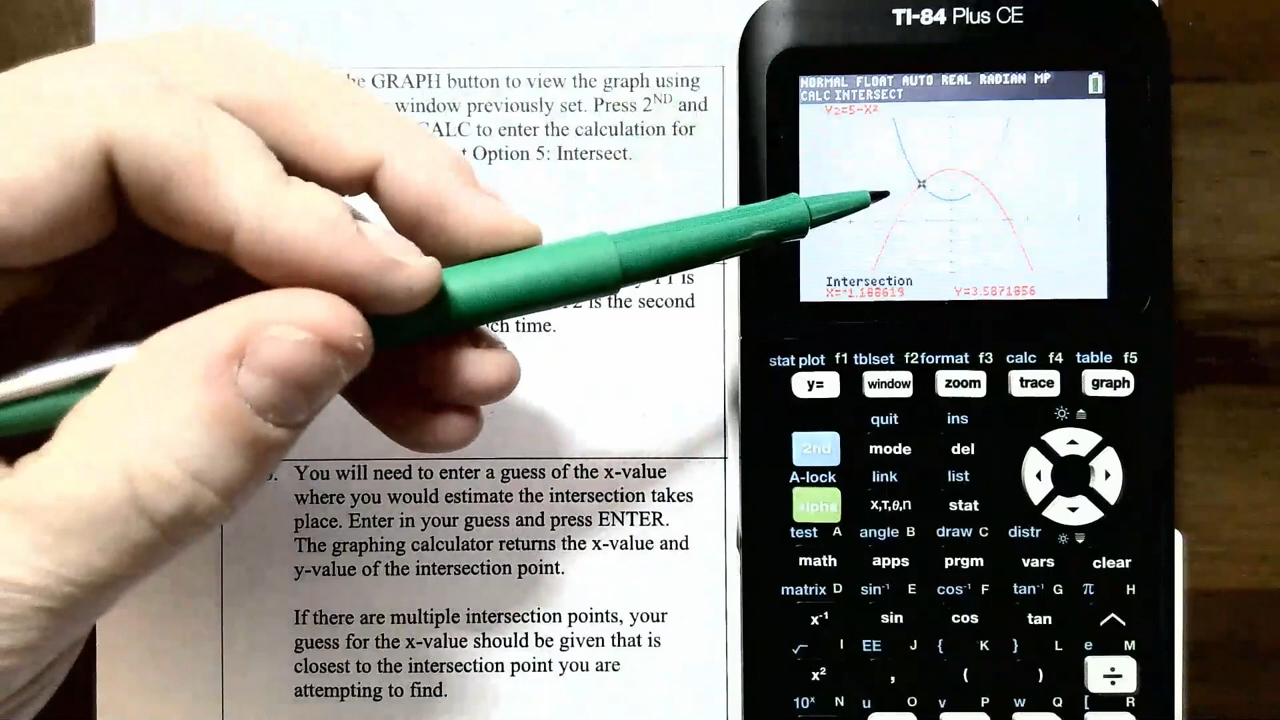 he GRAPH button to view the graph using
window previously set. Press 2ND and
CALC to enter the calculation for
t Option 5: Intersect.
is
2 is the second
ch time.
You will need to enter a guess of the x-value
where you would estimate the intersection takes
place. Enter in your guess and press ENTER.
The graphing calculator returns the x-value and
y-value of the intersection point.
If there are multiple intersection points, your
guess for the x-value should be given that is
closest to the intersection point you are
attempting to find.
TI-84 Plus CE
NORMAL FLOAT AUTO REAL RADIAN MP
CALC INTERSECT
Y2=5-X²
Intersection
X=-1.188619 Y=3.5871856
stat plot f1 tblset f2 format f3 calc f4 table f5
y= window zoom trace graph
quit ins
2nd mode del
A-lock link list
alpha X,T,θ,n stat
test A angle B draw C distr
math apps prgm vars clear
matrix D sin⁻¹ E cos⁻¹ F tan⁻¹ G π H
x⁻¹ sin cos tan ^
√ I EE J { K } L e M
x² , ( ) ÷
10ˣ N u O v P w Q [ R